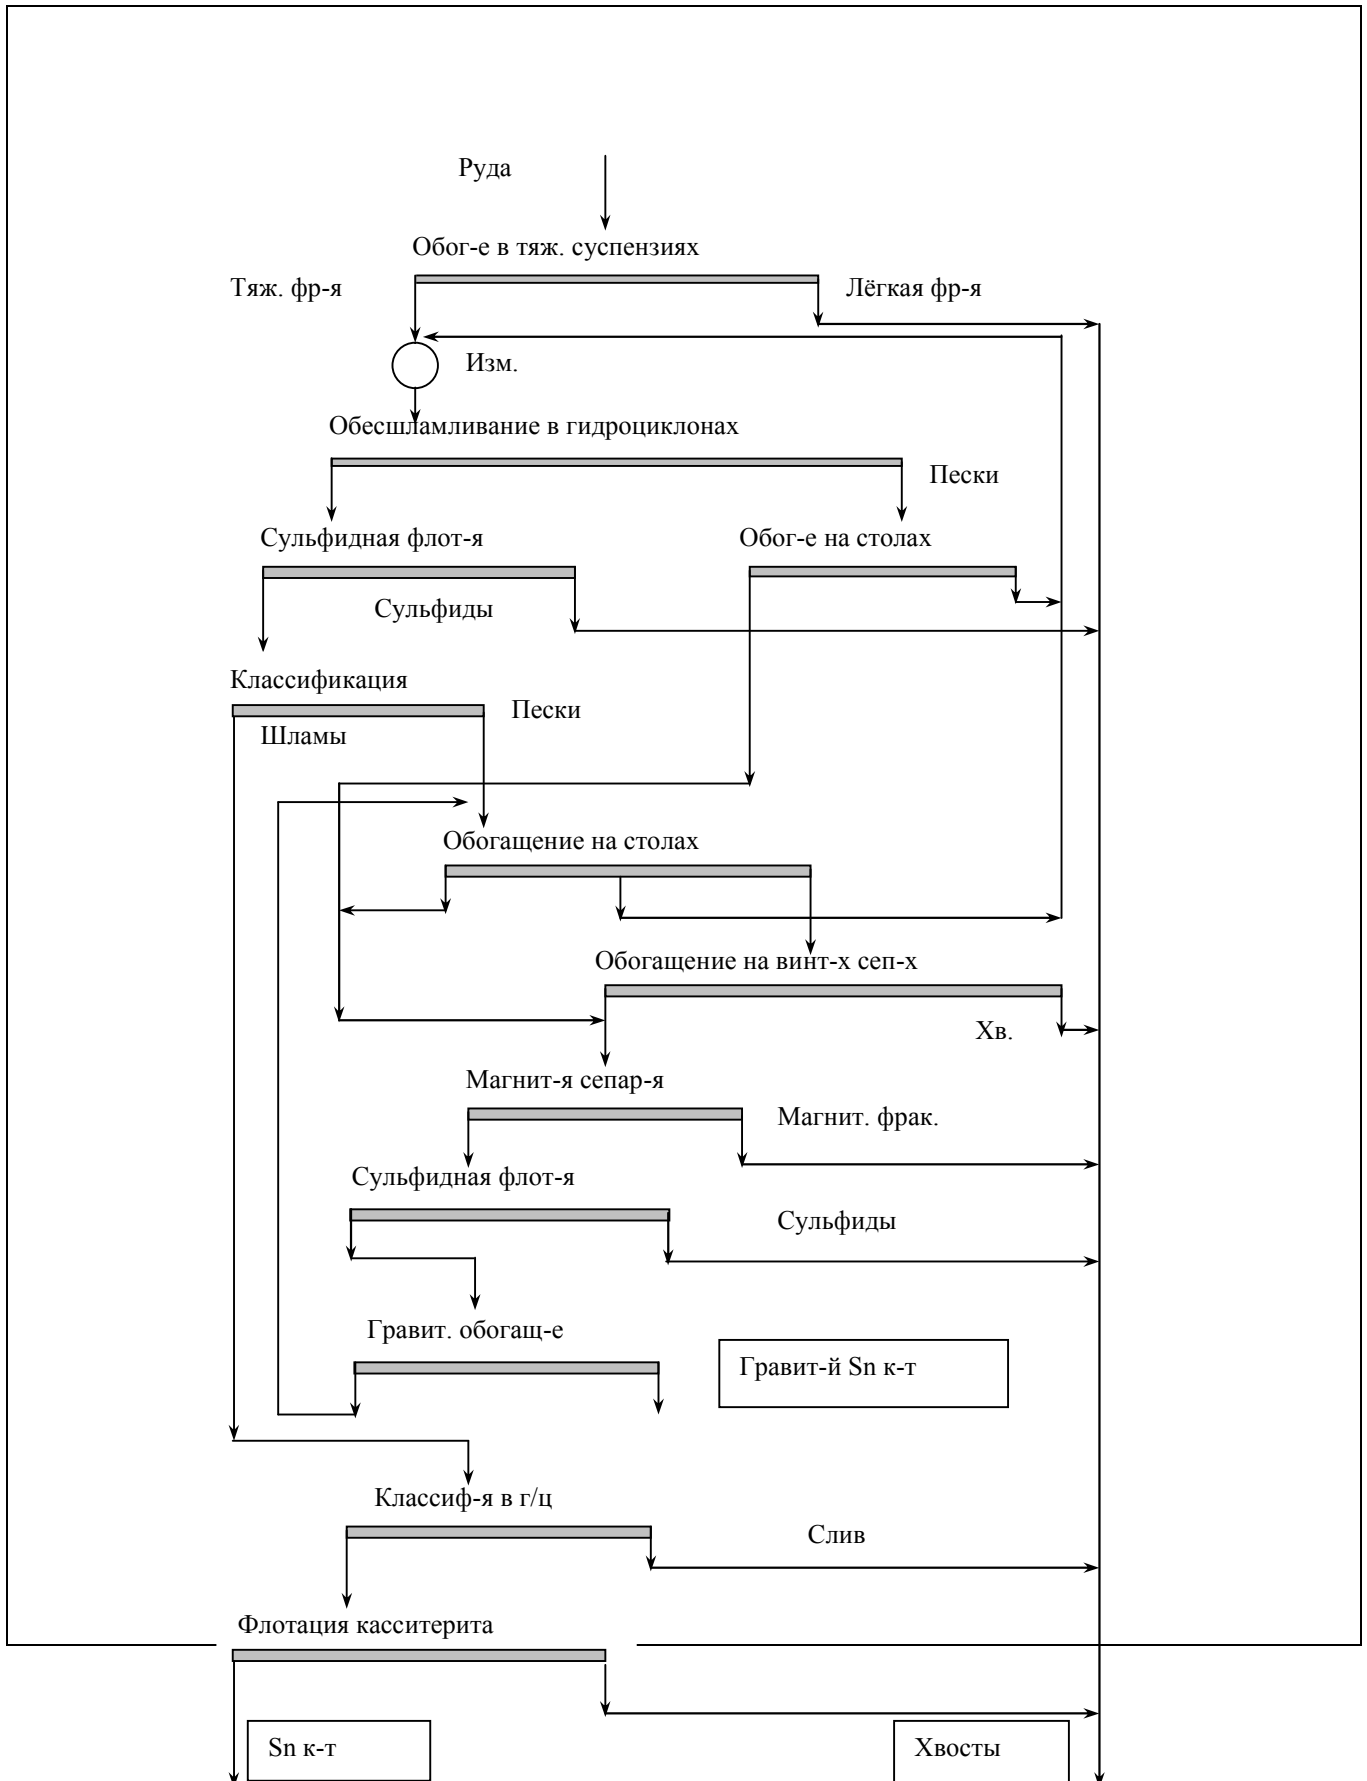 Руда
Обог-е в тяж. суспензиях
Тяж. фр-я
Лёгкая фр-я
Изм.
Обесшламливание в гидроциклонах
Пески
Сульфидная флот-я
Обог-е на столах
Сульфиды
Классификация
Пески
Шламы
Обогащение на столах
Обогащение на винт-х сеп-х
Хв.
Магнит-я сепар-я
Магнит. фрак.
Сульфидная флот-я
Сульфиды
Гравит. обогащ-е
Гравит-й Sn к-т
Классиф-я в г/ц
Слив
Флотация касситерита
Sn к-т
Хвосты